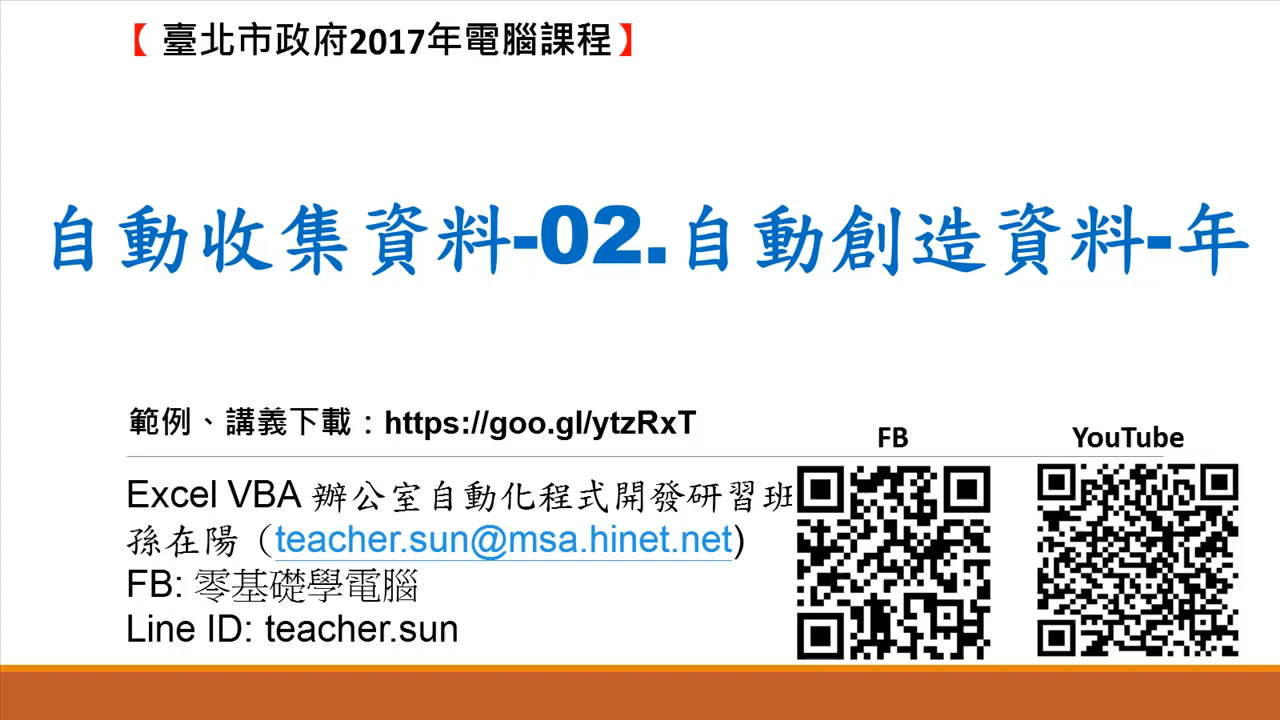 【 臺北市政府2017年電腦課程】
自動收集資料-02.自動創造資料-年
範例、講義下載：https://goo.gl/ytzRxT
FB
YouTube
Excel VBA 辦公室自動化程式開發研習班
孫在陽（teacher.sun@msa.hinet.net)
FB: 零基礎學電腦
Line ID: teacher.sun